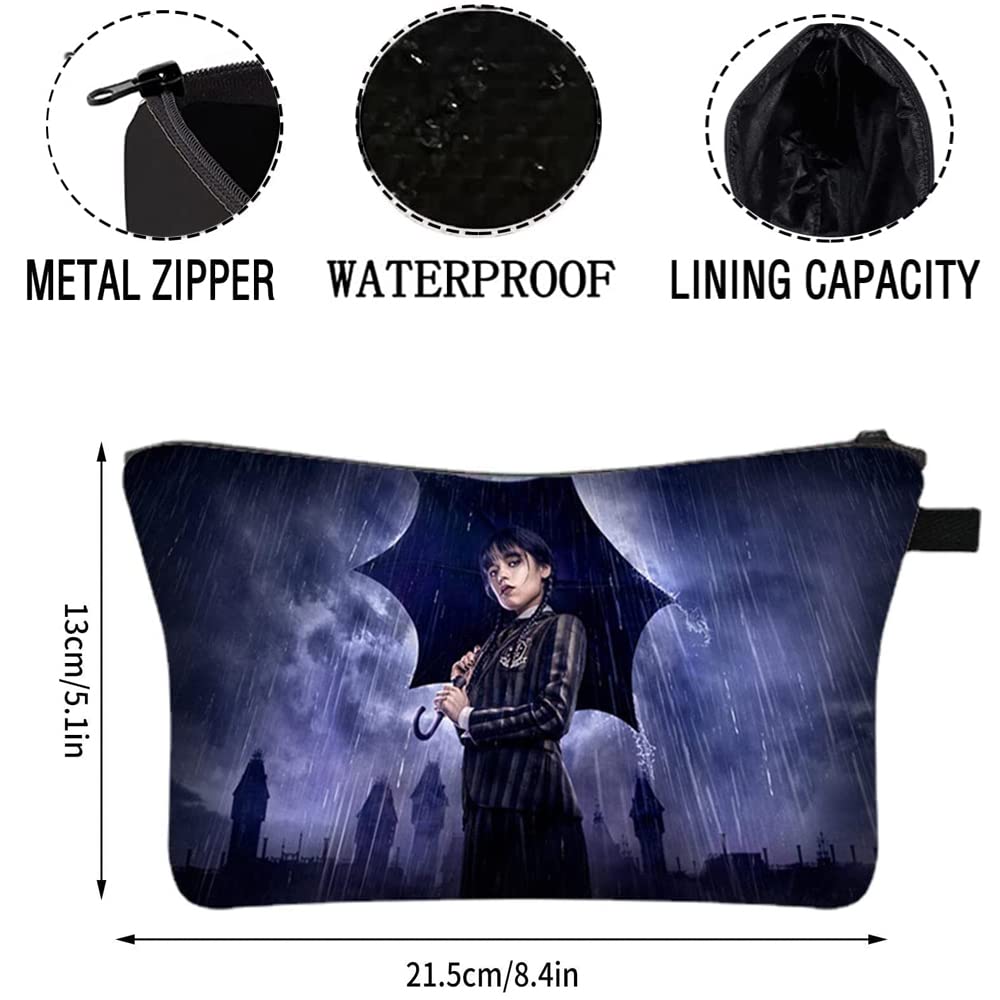 METAL ZIPPER
WATERPROOF
LINING CAPACITY
13cm/5.1in
21.5cm/8.4in